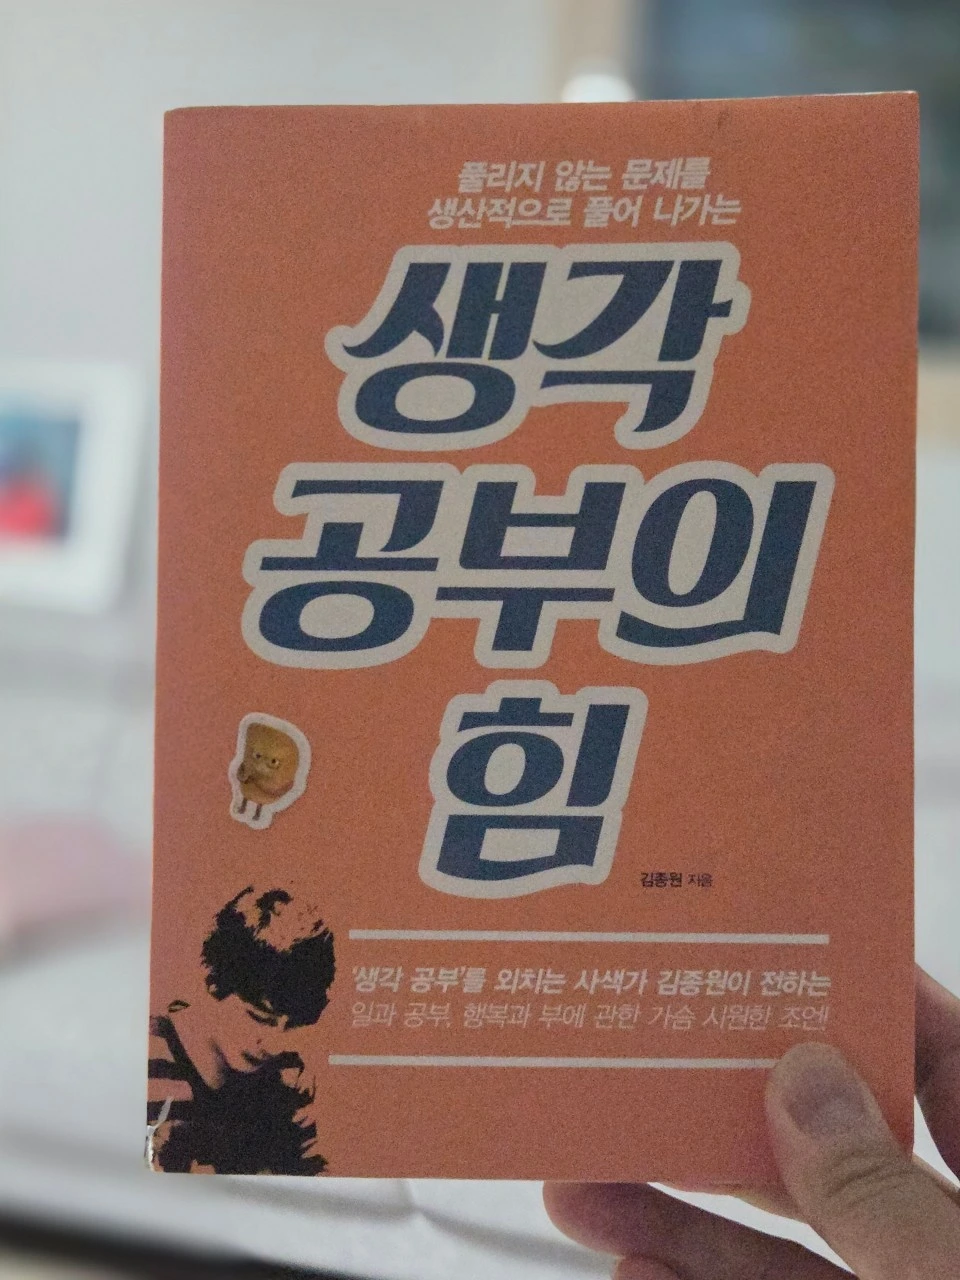 풀리지 않는 문제를
생산적으로 풀어 나가는
생각
공부의
힘
김종원 지음
'생각 공부'를 외치는 사색가 김종원이 전하는
일과 공부, 행복과 부에 관한 가슴 시원한 조언!